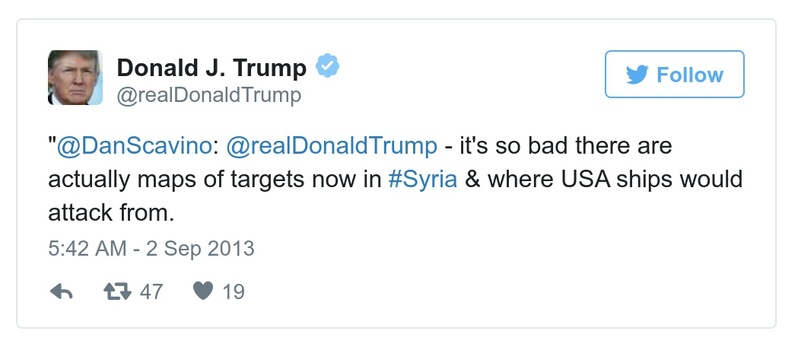 Donald J. Trump
@realDonaldTrump
Follow
"@DanScavino: @realDonaldTrump - it's so bad there are
actually maps of targets now in #Syria & where USA ships would
attack from.
5:42 AM - 2 Sep 2013
47 19